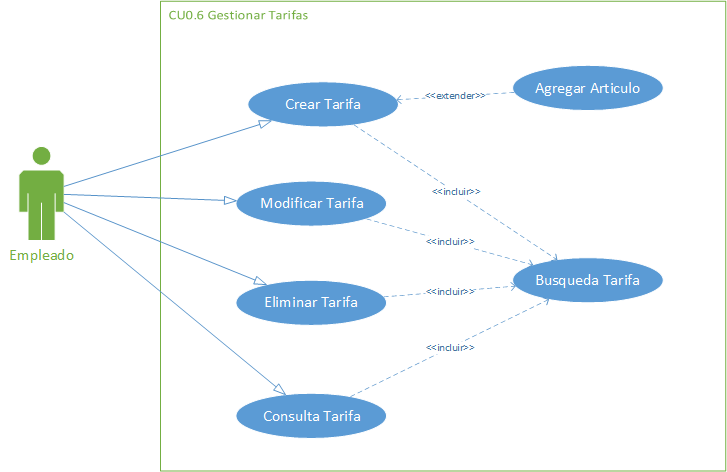 CU0.6 Gestionar Tarifas
Crear Tarifa
<<extender>>
Agregar Articulo
<<incluir>>
Modificar Tarifa
<<incluir>>
Empleado
Busqueda Tarifa
Eliminar Tarifa
<<incluir>>
<<incluir>>
Consulta Tarifa